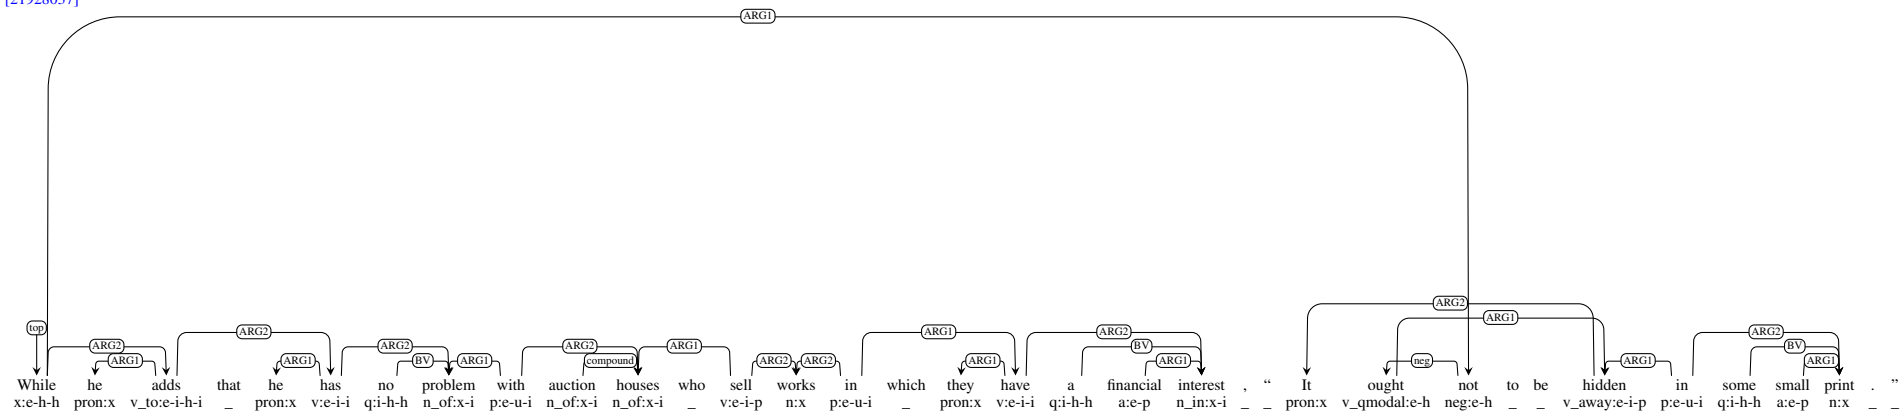 [21928057]
ARG1
ARG2
top ARG2 ARG1 ARG2 ARG2 ARG2 ARG1 ARG1 ARG2 BV ARG1 ARG2 BV
ARG1 ARG1 BV ARG1 compound ARG2 ARG2 ARG1 ARG1 neg ARG1 ARG1
While he adds that he has no problem with auction houses who sell works in which they have a financial interest , “ It ought not to be hidden in some small print . ”
x:e-h-h pron:x v_to:e-i-h-i _ pron:x v:e-i-i q:i-h-h n_of:x-i p:e-u-i n_of:x-i n_of:x-i _ v:e-i-p n:x p:e-u-i _ pron:x v:e-i-i q:i-h-h a:e-p n_in:x-i _ _ pron:x v_qmodal:e-h neg:e-h _ _ v_away:e-i-p p:e-u-i q:i-h-h a:e-p n:x _